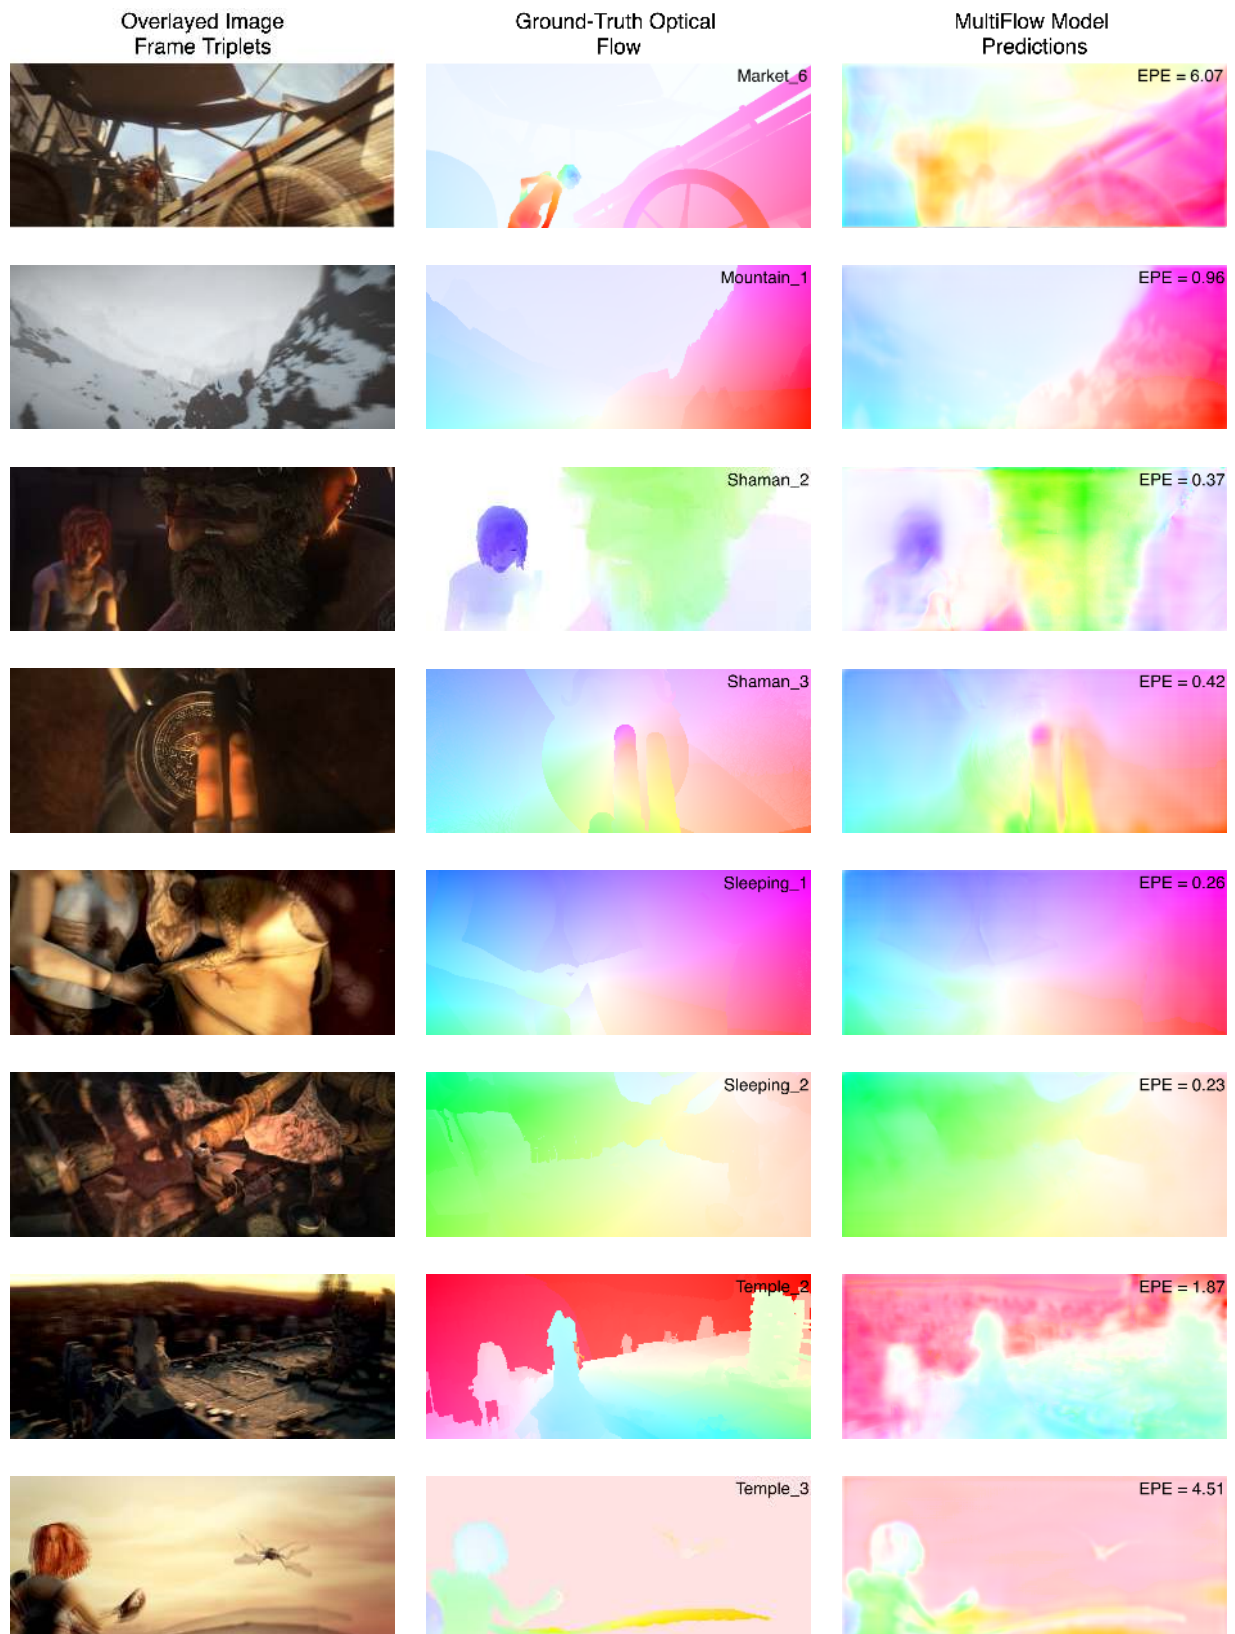 Overlayed Image
Frame Triplets
Ground-Truth Optical
Flow
MultiFlow Model
Predictions
Market_6
EPE = 6.07
Mountain_1
EPE = 0.96
Shaman_2
EPE = 0.37
Shaman_3
EPE = 0.42
Sleeping_1
EPE = 0.26
Sleeping_2
EPE = 0.23
Temple_2
EPE = 1.87
Temple_3
EPE = 4.51